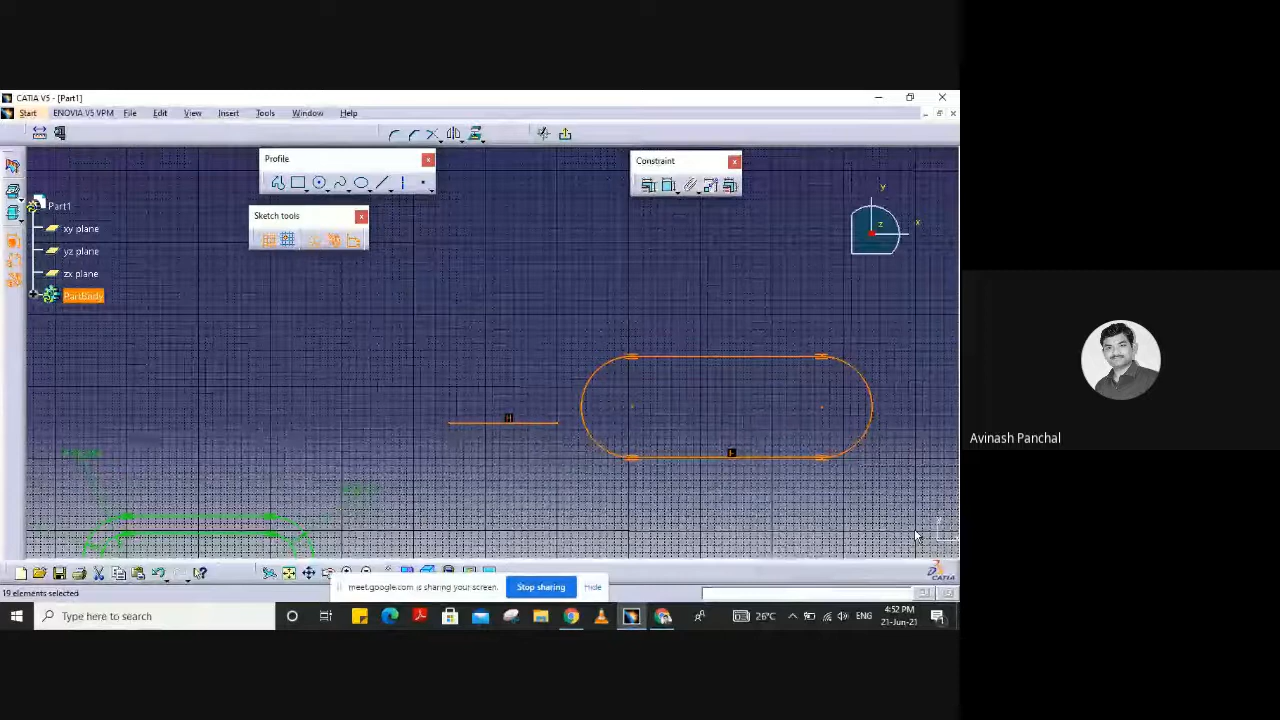 CATIA V5 - [Part1]
Start ENOVIA V5 VPM File Edit View Insert Tools Window Help
Profile
Constraint
Sketch tools
Part1
xy plane
yz plane
zx plane
PartBody
y
x
z
H
Avinash Panchal
CATIA
meet.google.com is sharing your screen. Stop sharing Hide
19 elements selected
Type here to search
26°C ENG
4:52 PM
21-Jun-21